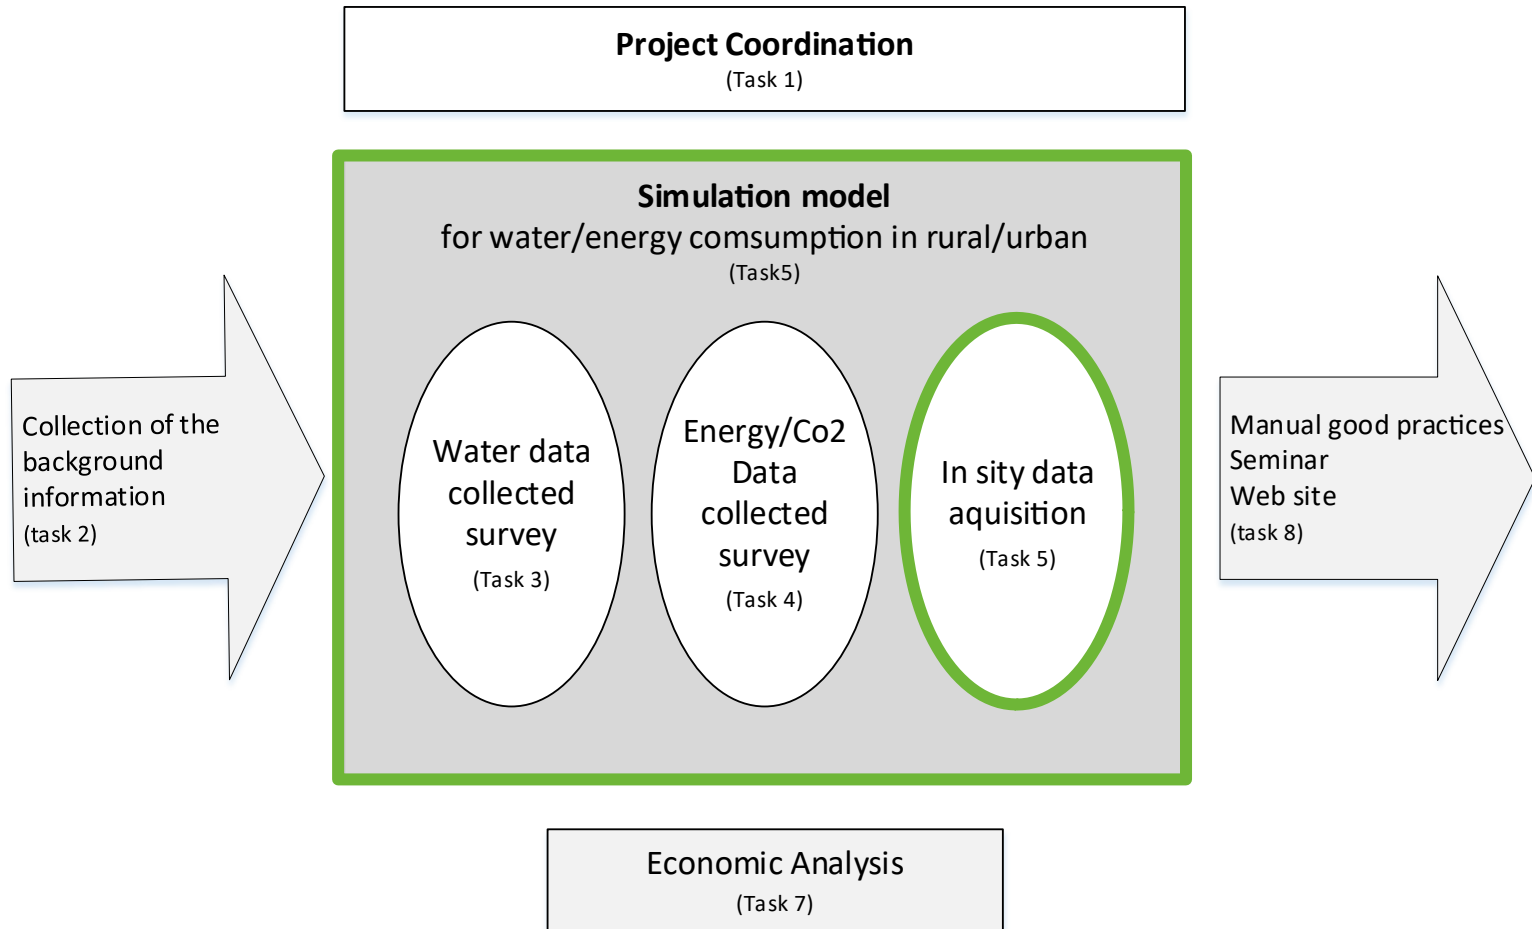 Project Coordination
(Task 1)
Simulation model
for water/energy comsumption in rural/urban
(Task5)
Collection of the
background
information
(task 2)
Water data
collected
survey
(Task 3)
Energy/Co2
Data
collected
survey
(Task 4)
In sity data
aquisition
(Task 5)
Manual good practices
Seminar
Web site
(task 8)
Economic Analysis
(Task 7)